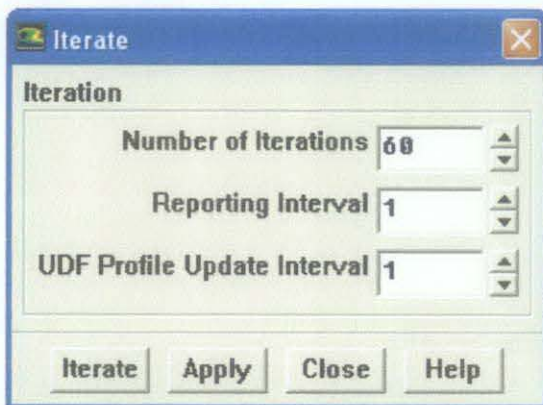 Iterate
Iteration
Number of Iterations 60
Reporting Interval 1
UDF Profile Update Interval 1
Iterate Apply Close Help